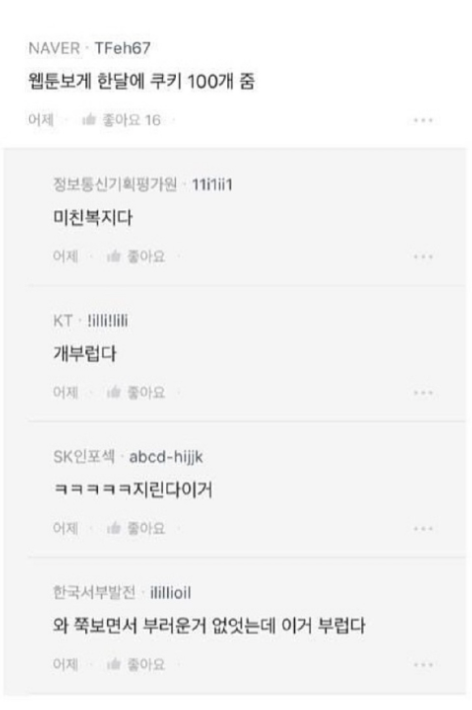 NAVER · TFeh67
웹툰보게 한달에 쿠키 100개 줌
어제 · 좋아요 16 ·
정보통신기획평가원 · 11i1ii1
미친복지다
어제 · 좋아요 ·
KT · !illi!lili
개부럽다
어제 · 좋아요 ·
SK인포섹 · abcd-hijjk
ㅋㅋㅋㅋㅋ지린다이거
어제 · 좋아요 ·
한국서부발전 · ilillioil
와 쭉보면서 부러운거 없엇는데 이거 부럽다
어제 · 좋아요 ·